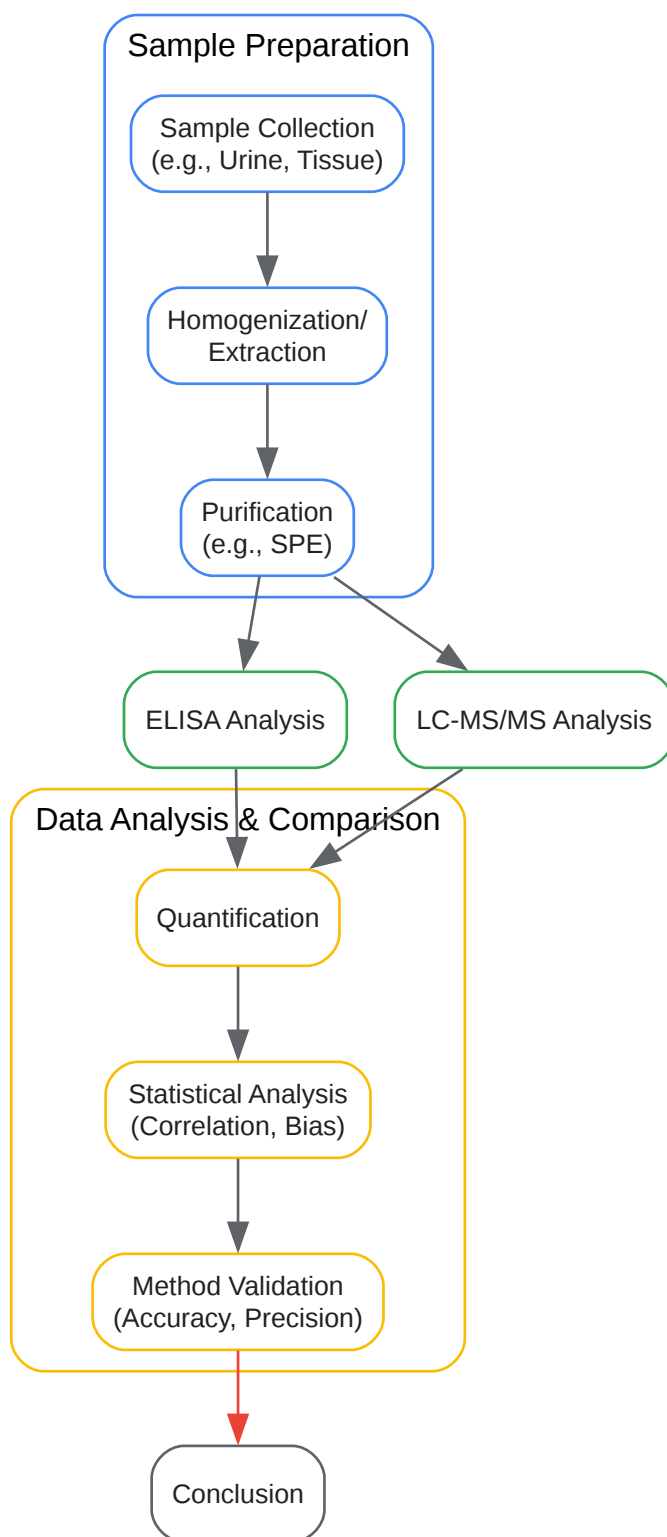 Sample Preparation
Sample Collection
(e.g., Urine, Tissue)
Homogenization/
Extraction
Purification
(e.g., SPE)
ELISA Analysis
LC-MS/MS Analysis
Data Analysis & Comparison
Quantification
Statistical Analysis
(Correlation, Bias)
Method Validation
(Accuracy, Precision)
Conclusion